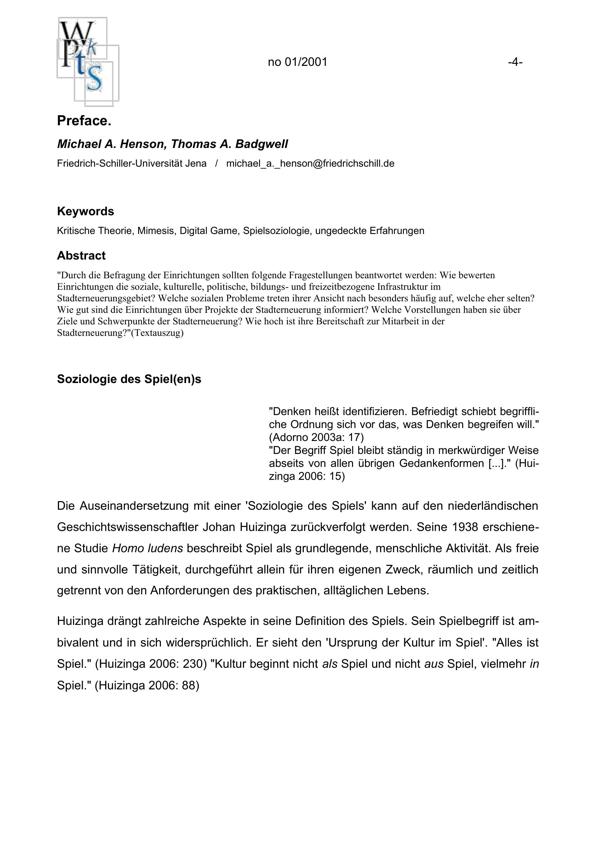 W
Pk
tS
no 01/2001 -4-
Preface.
Michael A. Henson, Thomas A. Badgwell
Friedrich-Schiller-Universität Jena / michael_a._henson@friedrichschill.de
Keywords
Kritische Theorie, Mimesis, Digital Game, Spielsoziologie, ungedeckte Erfahrungen
Abstract
"Durch die Befragung der Einrichtungen sollten folgende Fragestellungen beantwortet werden: Wie bewerten
Einrichtungen die soziale, kulturelle, politische, bildungs- und freizeitbezogene Infrastruktur im
Stadterneuerungsgebiet? Welche sozialen Probleme treten ihrer Ansicht nach besonders häufig auf, welche eher selten?
Wie gut sind die Einrichtungen über Projekte der Stadterneuerung informiert? Welche Vorstellungen haben sie über
Ziele und Schwerpunkte der Stadterneuerung? Wie hoch ist ihre Bereitschaft zur Mitarbeit in der
Stadterneuerung?"(Textauszug)
Soziologie des Spiel(en)s
"Denken heißt identifizieren. Befriedigt schiebt begriffli-
che Ordnung sich vor das, was Denken begreifen will."
(Adorno 2003a: 17)
"Der Begriff Spiel bleibt ständig in merkwürdiger Weise
abseits von allen übrigen Gedankenformen [...]." (Hui-
zinga 2006: 15)
Die Auseinandersetzung mit einer 'Soziologie des Spiels' kann auf den niederländischen
Geschichtswissenschaftler Johan Huizinga zurückverfolgt werden. Seine 1938 erschiene-
ne Studie Homo ludens beschreibt Spiel als grundlegende, menschliche Aktivität. Als freie
und sinnvolle Tätigkeit, durchgeführt allein für ihren eigenen Zweck, räumlich und zeitlich
getrennt von den Anforderungen des praktischen, alltäglichen Lebens.
Huizinga drängt zahlreiche Aspekte in seine Definition des Spiels. Sein Spielbegriff ist am-
bivalent und in sich widersprüchlich. Er sieht den 'Ursprung der Kultur im Spiel'. "Alles ist
Spiel." (Huizinga 2006: 230) "Kultur beginnt nicht als Spiel und nicht aus Spiel, vielmehr in
Spiel." (Huizinga 2006: 88)